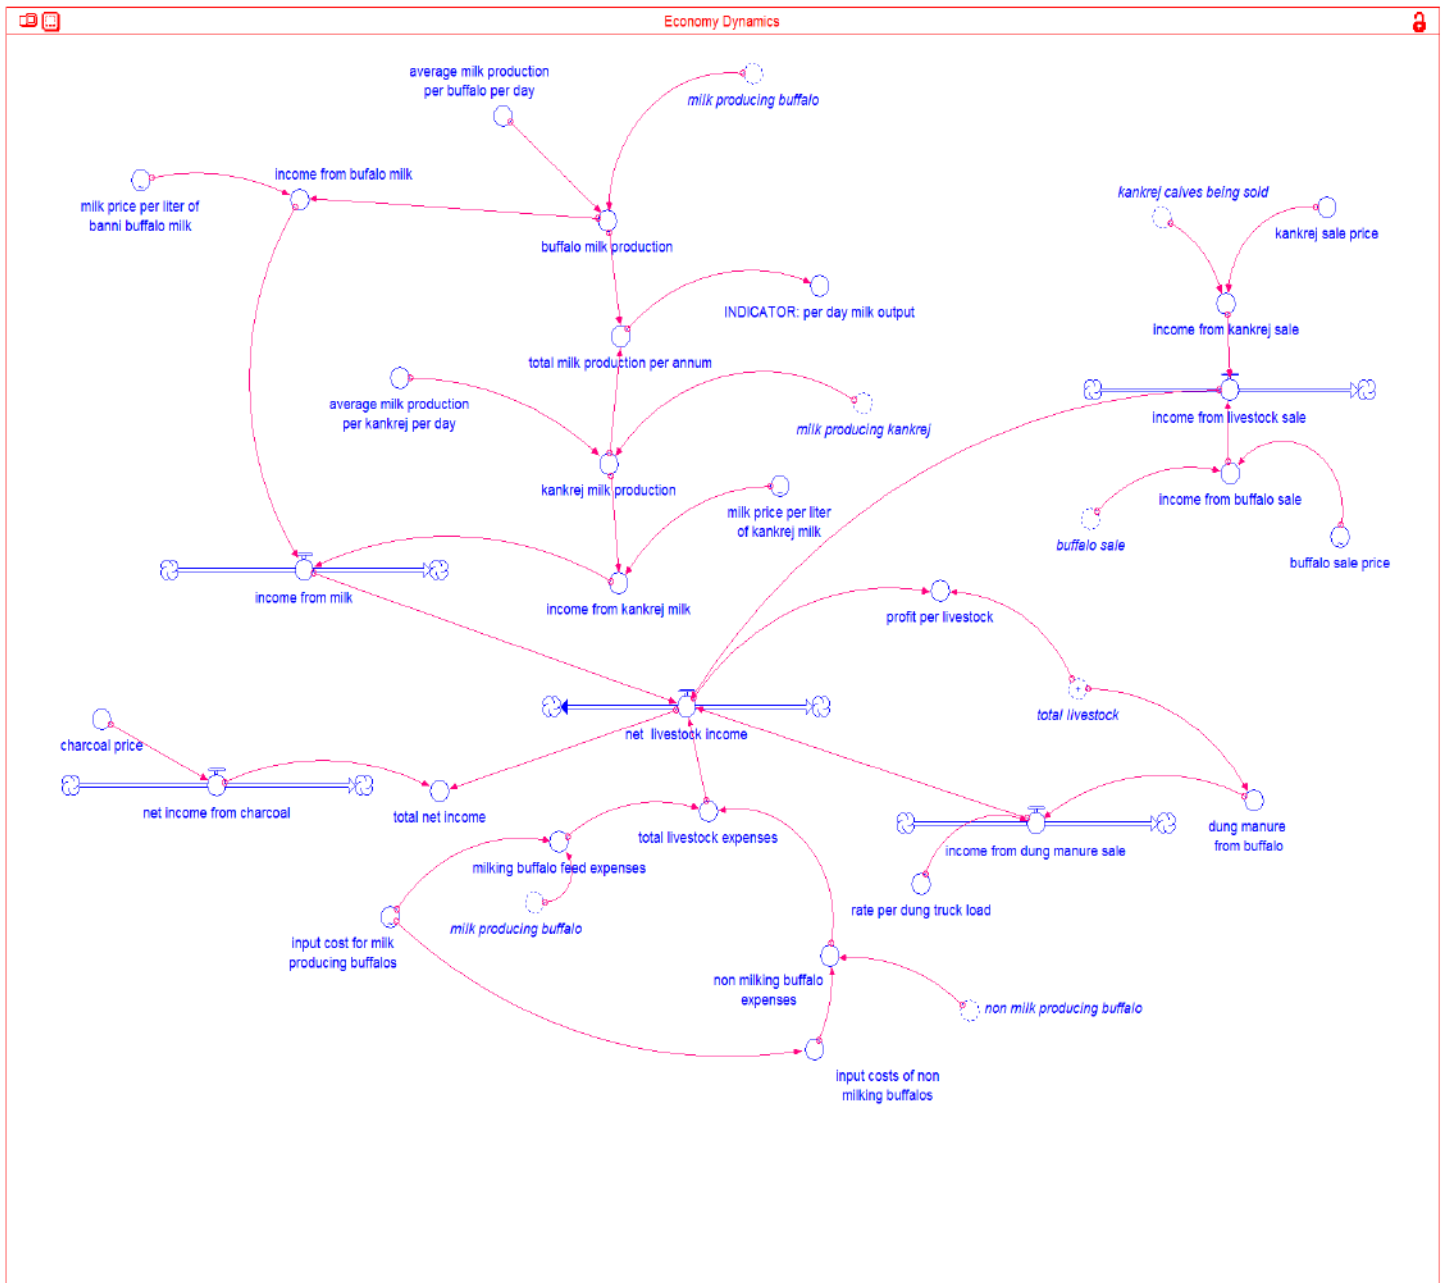 Economy Dynamics
average milk production
per buffalo per day
milk producing buffalo
income from bufalo milk
milk price per liter of
banni buffalo milk
buffalo milk production
kankrej calves being sold
kankrej sale price
INDICATOR: per day milk output
income from kankrej sale
total milk production per annum
average milk production
per kankrej per day
milk producing kankrej
income from livestock sale
kankrej milk production
milk price per liter
of kankrej milk
income from buffalo sale
buffalo sale
buffalo sale price
income from milk
income from kankrej milk
profit per livestock
total livestock
net livestock income
charcoal price
net income from charcoal
total net income
total livestock expenses
income from dung manure sale
dung manure
from buffalo
milking buffalo feed expenses
rate per dung truck load
milk producing buffalo
input cost for milk
producing buffalos
non milking buffalo
expenses
non milk producing buffalo
input costs of non
milking buffalos